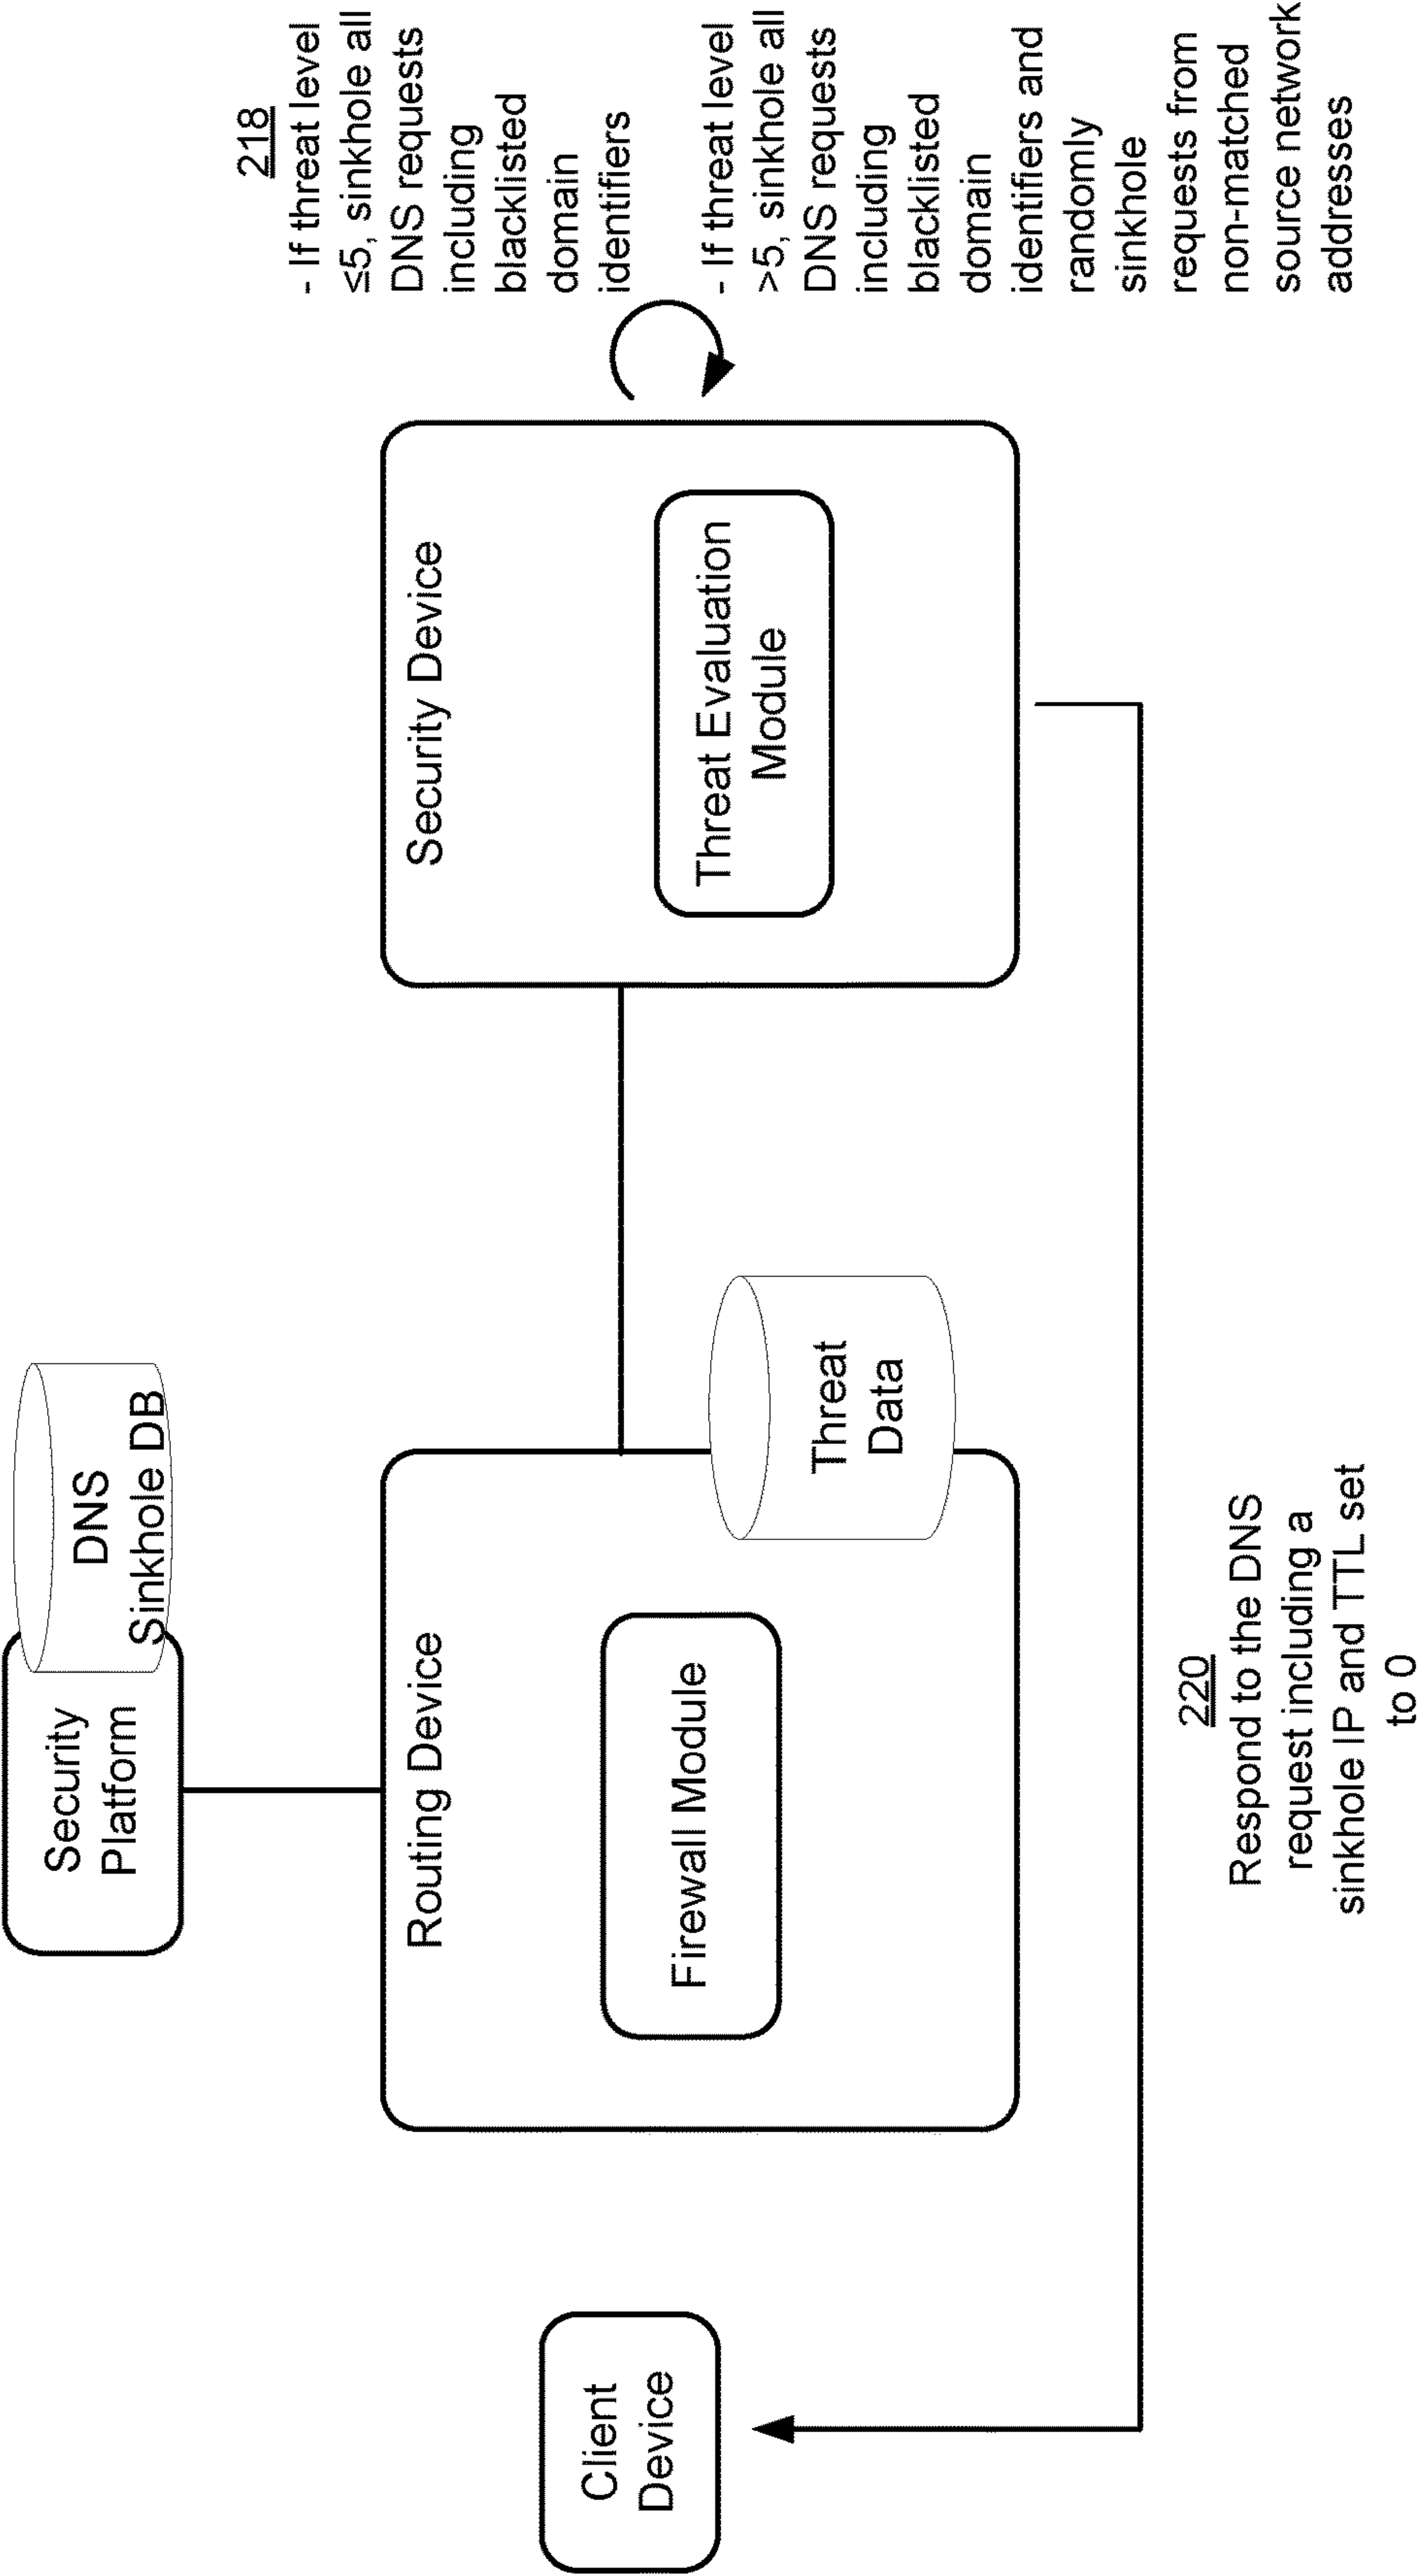 Security
Platform
DNS
Sinkhole DB
Routing Device
Firewall Module
Threat
Data
Security Device
Threat Evaluation
Module
Client
Device
218
- If threat level
≤5, sinkhole all
DNS requests
including
blacklisted
domain
identifiers
- If threat level
>5, sinkhole all
DNS requests
including
blacklisted
domain
identifiers and
randomly
sinkhole
requests from
non-matched
source network
addresses
220
Respond to the DNS
request including a
sinkhole IP and TTL set
to 0